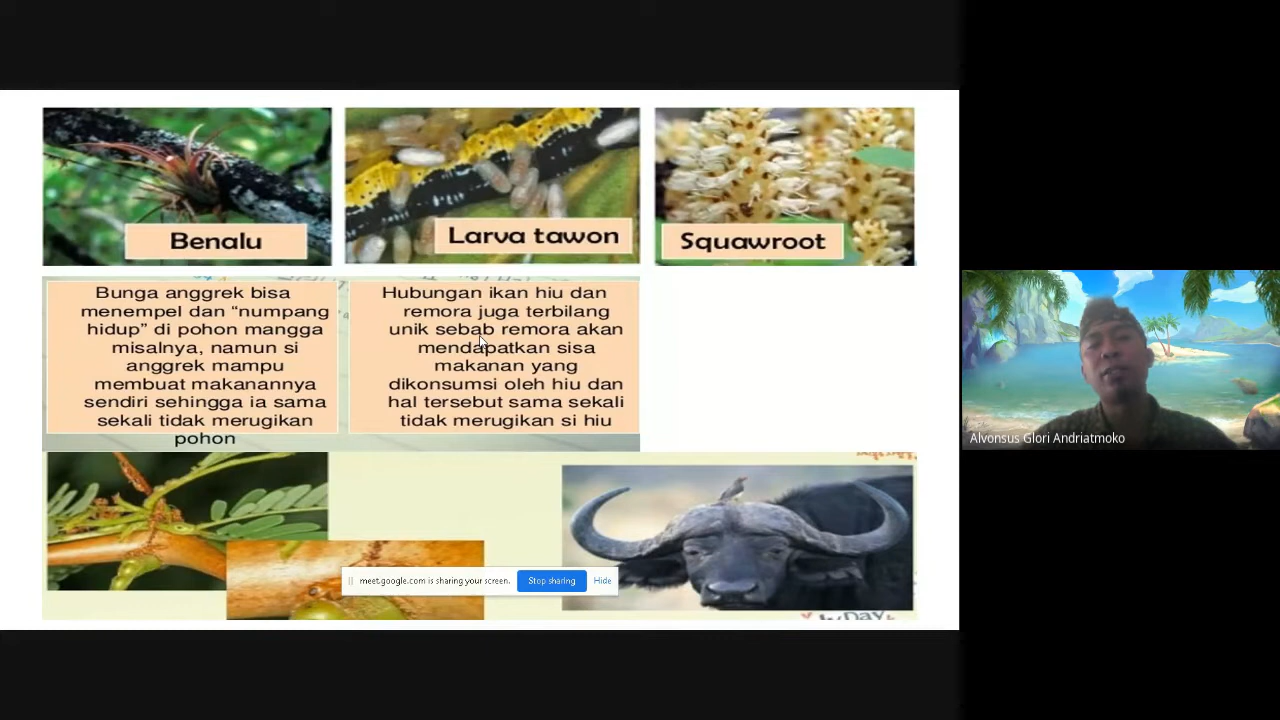 Benalu
Larva tawon
Squawroot
Bunga anggrek bisa
menempel dan “numpang
hidup” di pohon mangga
misalnya, namun si
anggrek mampu
membuat makanannya
sendiri sehingga ia sama
sekali tidak merugikan
pohon
Hubungan ikan hiu dan
remora juga terbilang
unik sebab remora akan
mendapatkan sisa
makanan yang
dikonsumsi oleh hiu dan
hal tersebut sama sekali
tidak merugikan si hiu
meet.google.com is sharing your screen.
Stop sharing
Hide
Alvonsus Glori Andriatmoko